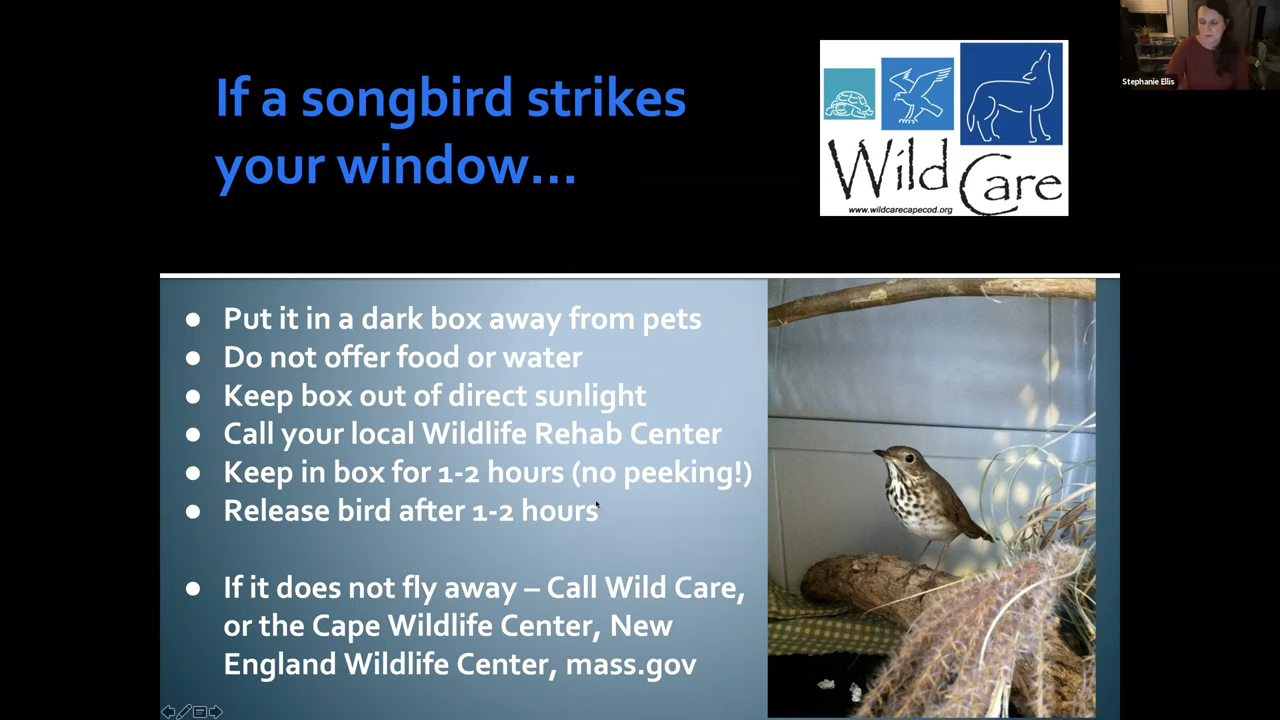 If a songbird strikes
your window...
Wild Care
www.wildcarecapecod.org
Stephanie Ellis
● Put it in a dark box away from pets
● Do not offer food or water
● Keep box out of direct sunlight
● Call your local Wildlife Rehab Center
● Keep in box for 1-2 hours (no peeking!)
● Release bird after 1-2 hours
● If it does not fly away – Call Wild Care,
or the Cape Wildlife Center, New
England Wildlife Center, mass.gov